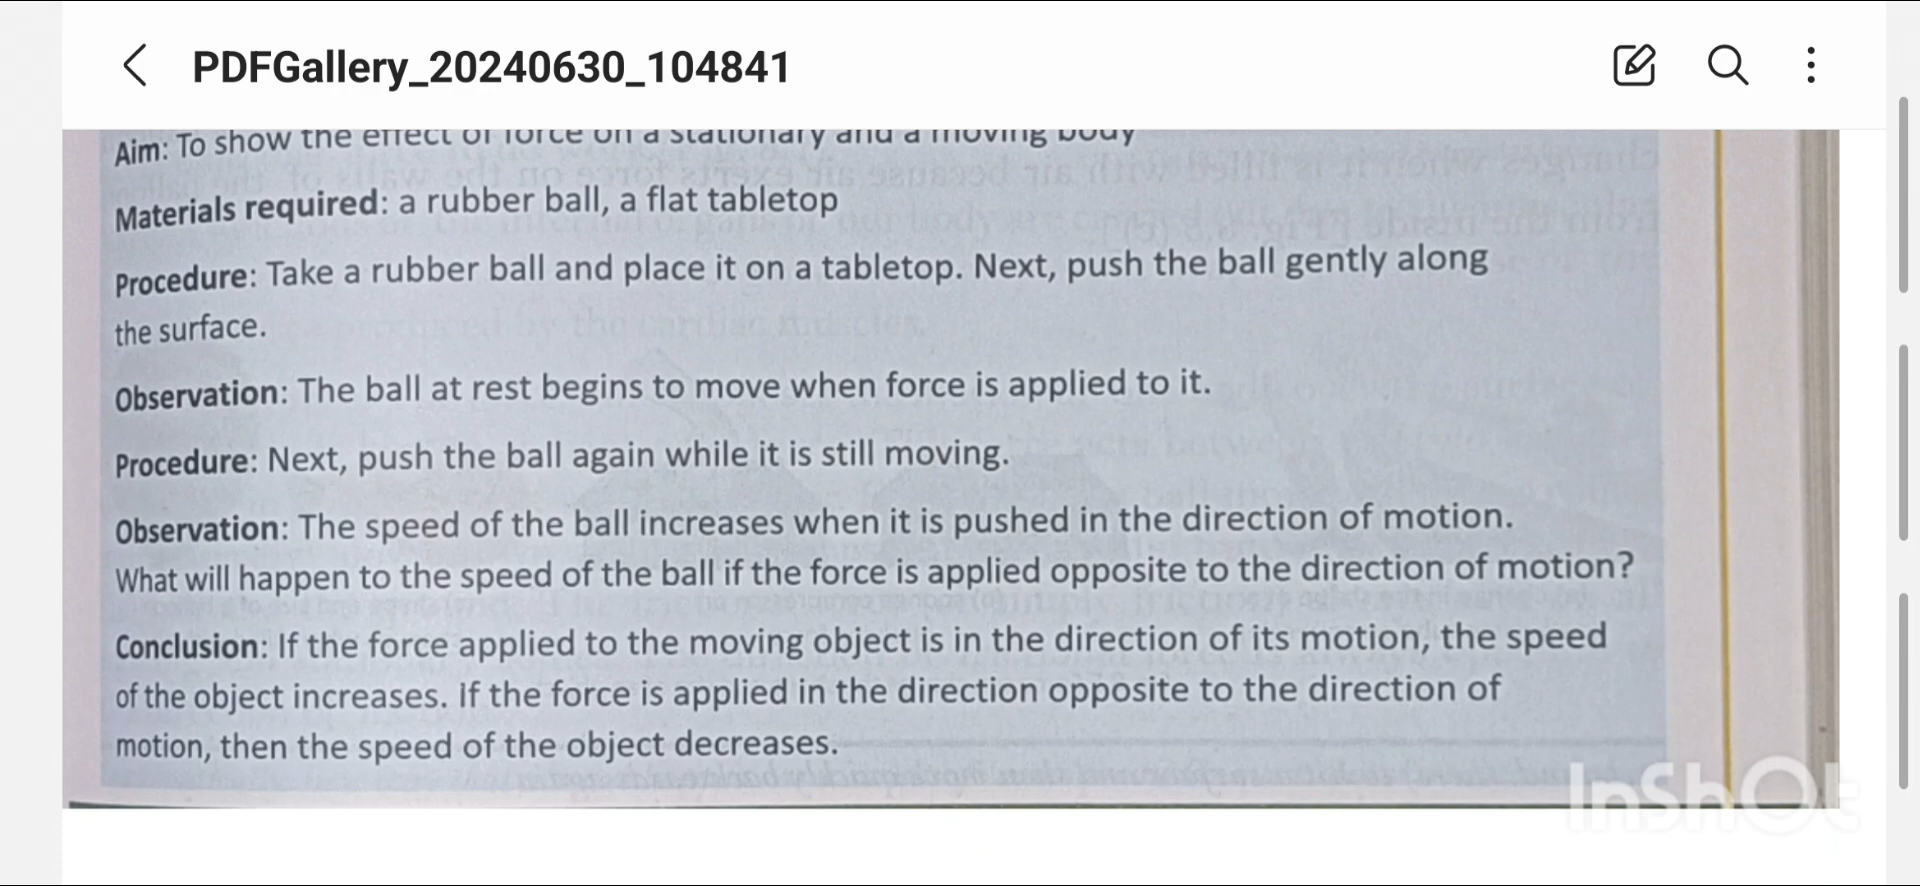 PDFGallery_20240630_104841
Aim: To show the effect of force on a stationary and a moving body
Materials required: a rubber ball, a flat tabletop
Procedure: Take a rubber ball and place it on a tabletop. Next, push the ball gently along
the surface.
Observation: The ball at rest begins to move when force is applied to it.
Procedure: Next, push the ball again while it is still moving.
Observation: The speed of the ball increases when it is pushed in the direction of motion.
What will happen to the speed of the ball if the force is applied opposite to the direction of motion?
Conclusion: If the force applied to the moving object is in the direction of its motion, the speed
of the object increases. If the force is applied in the direction opposite to the direction of
motion, then the speed of the object decreases.
InShOt